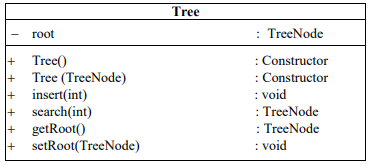 Tree
– root : TreeNode
+ Tree() : Constructor
+ Tree (TreeNode) : Constructor
+ insert(int) : void
+ search(int) : TreeNode
+ getRoot() : TreeNode
+ setRoot(TreeNode) : void